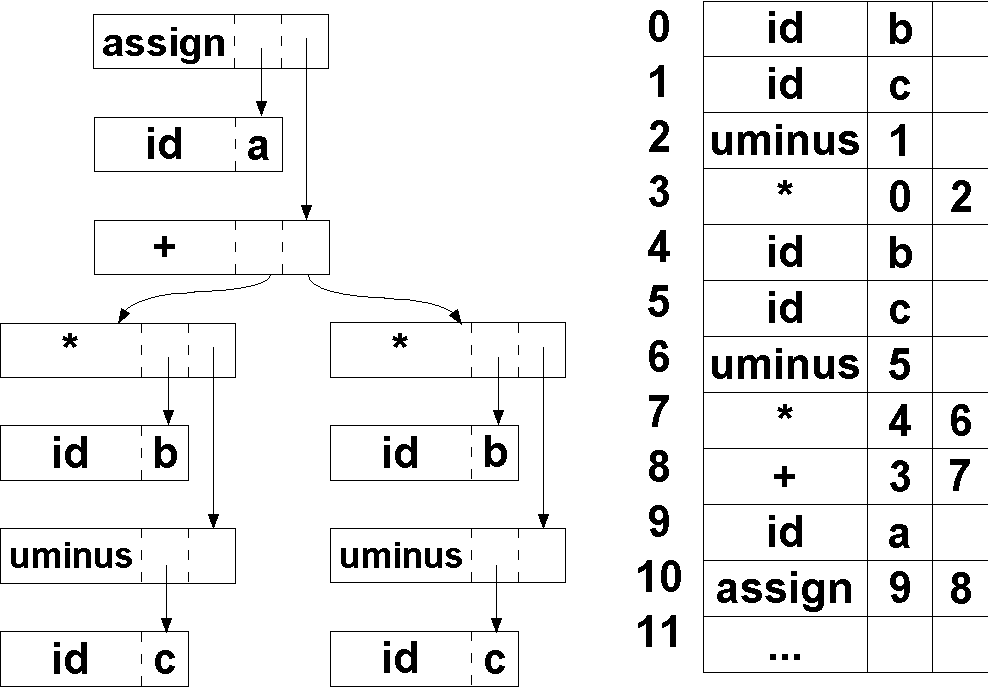 assign
id a
+
* *
id b id b
uminus uminus
id c id c
0 id b
1 id c
2 uminus 1
3 * 0 2
4 id b
5 id c
6 uminus 5
7 * 4 6
8 + 3 7
9 id a
10 assign 9 8
11 ...